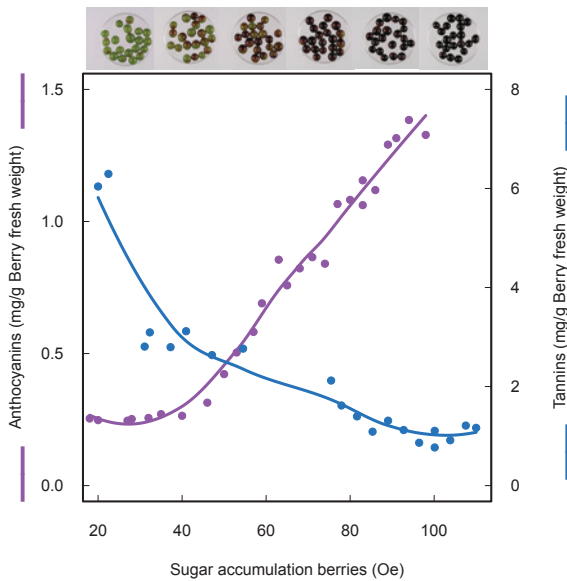 1.5
1.0
0.5
0.0
Anthocyanins (mg/g Berry fresh weight)
8
6
4
2
0
Tannins (mg/g Berry fresh weight)
20 40 60 80 100
Sugar accumulation berries (Oe)